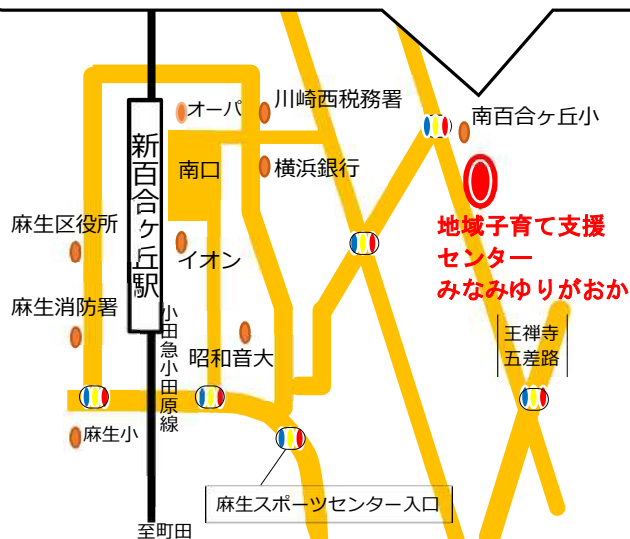 オーパ
川崎西税務署
南百合ヶ丘小
新百合ヶ丘駅
南口
横浜銀行
麻生区役所
イオン
地域子育て支援
センター
みなみゆりがおか
麻生消防署
小田急小田原線
昭和音大
王禅寺
五差路
麻生小
麻生スポーツセンター入口
至町田